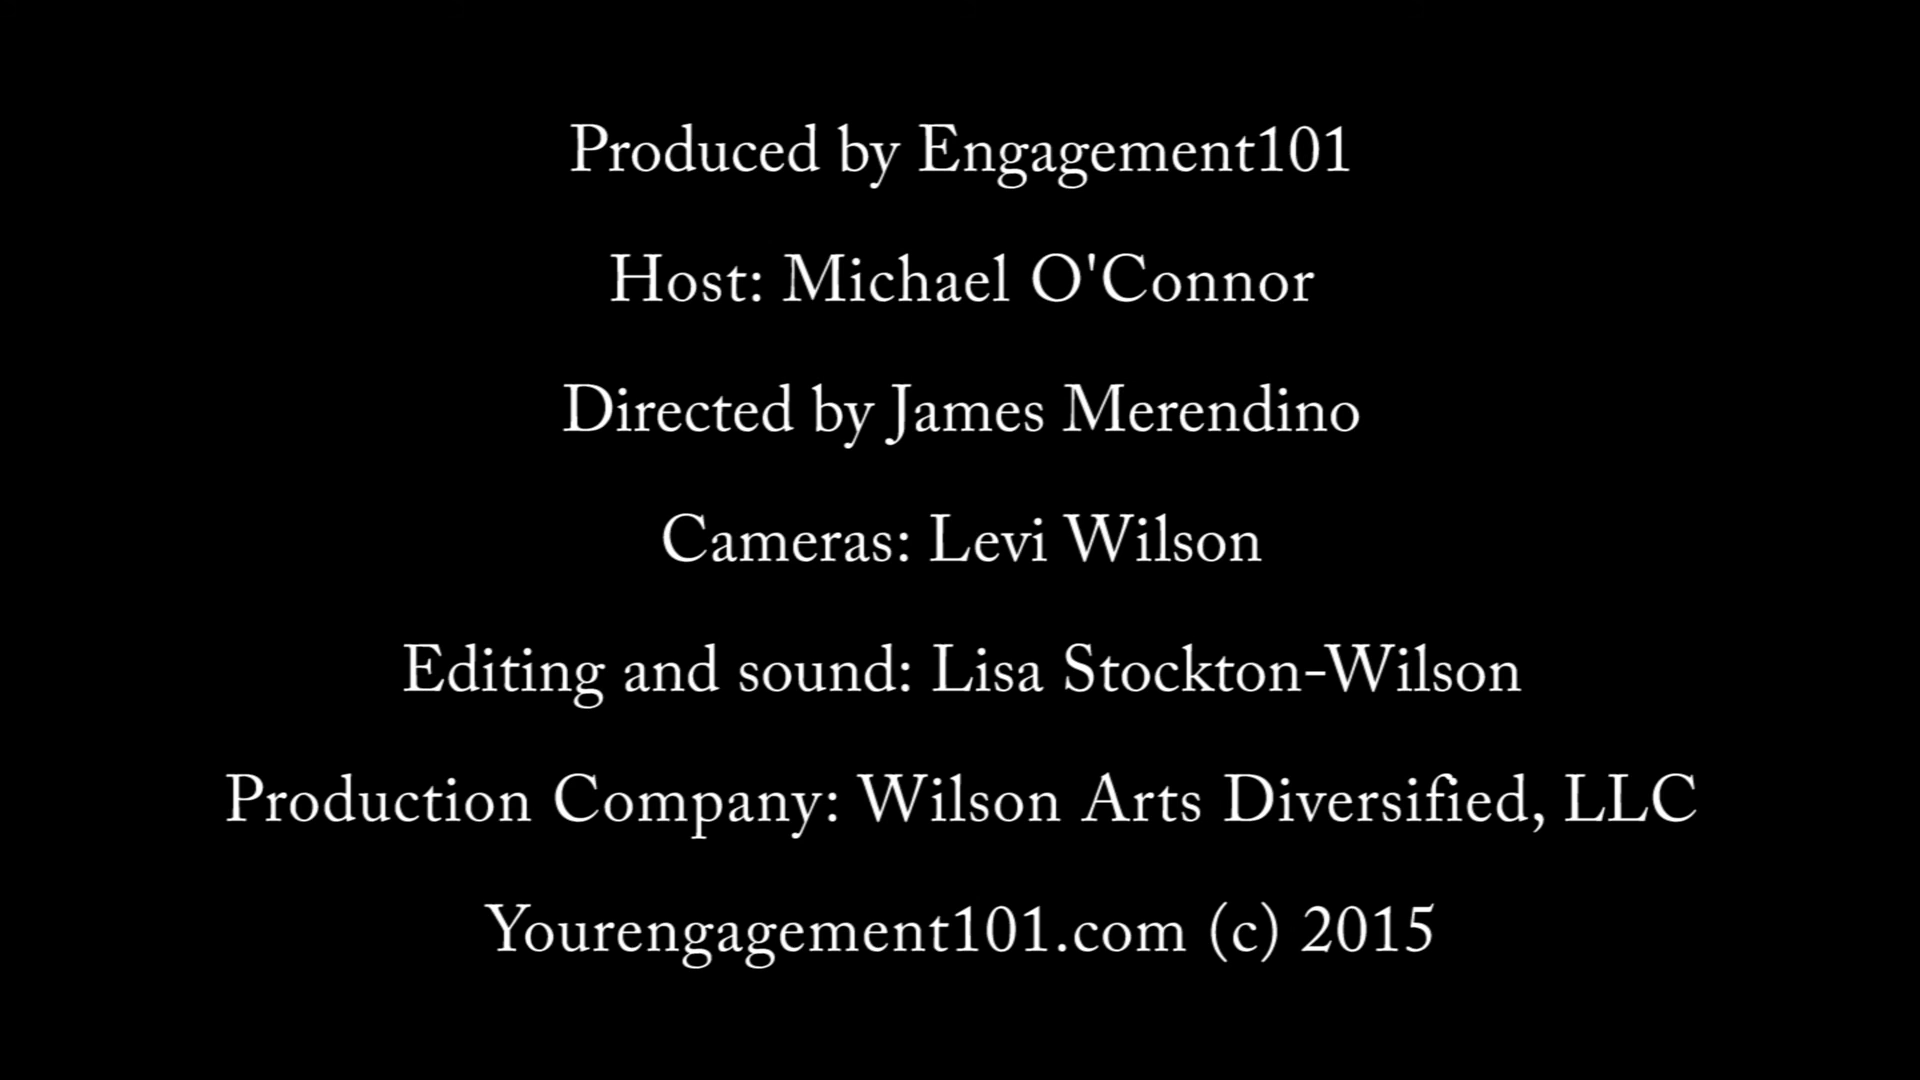 Produced by Engagement101
Host: Michael O'Connor
Directed by James Merendino
Cameras: Levi Wilson
Editing and sound: Lisa Stockton-Wilson
Production Company: Wilson Arts Diversified, LLC
Yourengagement101.com (c) 2015